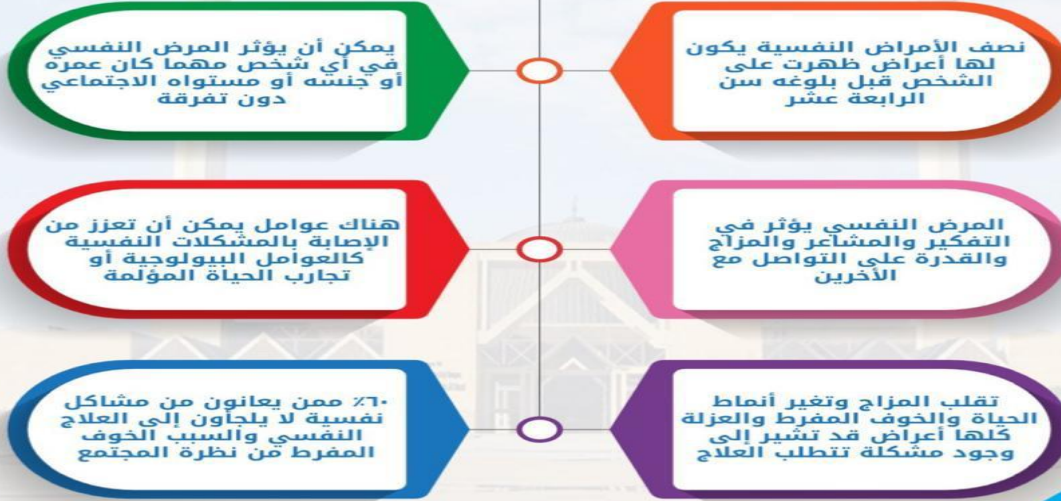 نصف الأمراض النفسية يكون
لها أعراض ظهرت على
الشخص قبل بلوغه سن
الرابعة عشر
يمكن أن يؤثر المرض النفسي
في أي شخص مهما كان عمره
أو جنسه أو مستواه الاجتماعي
دون تفرقة
المرض النفسي يؤثر في
التفكير والمشاعر والمزاج
والقدرة على التواصل مع
الأخرين
هناك عوامل يمكن أن تعزز من
الإصابة بالمشكلات النفسية
كالعوامل البيولوجية أو
تجارب الحياة المؤلمة
تقلب المزاج وتغير أنماط
الحياة والخوف المفرط والعزلة
كلها أعراض قد تشير إلى
وجود مشكلة تتطلب العلاج
٦٠٪ ممن يعانون من مشاكل
نفسية لا يلجأون إلى العلاج
النفسي والسبب الخوف
المفرط من نظرة المجتمع